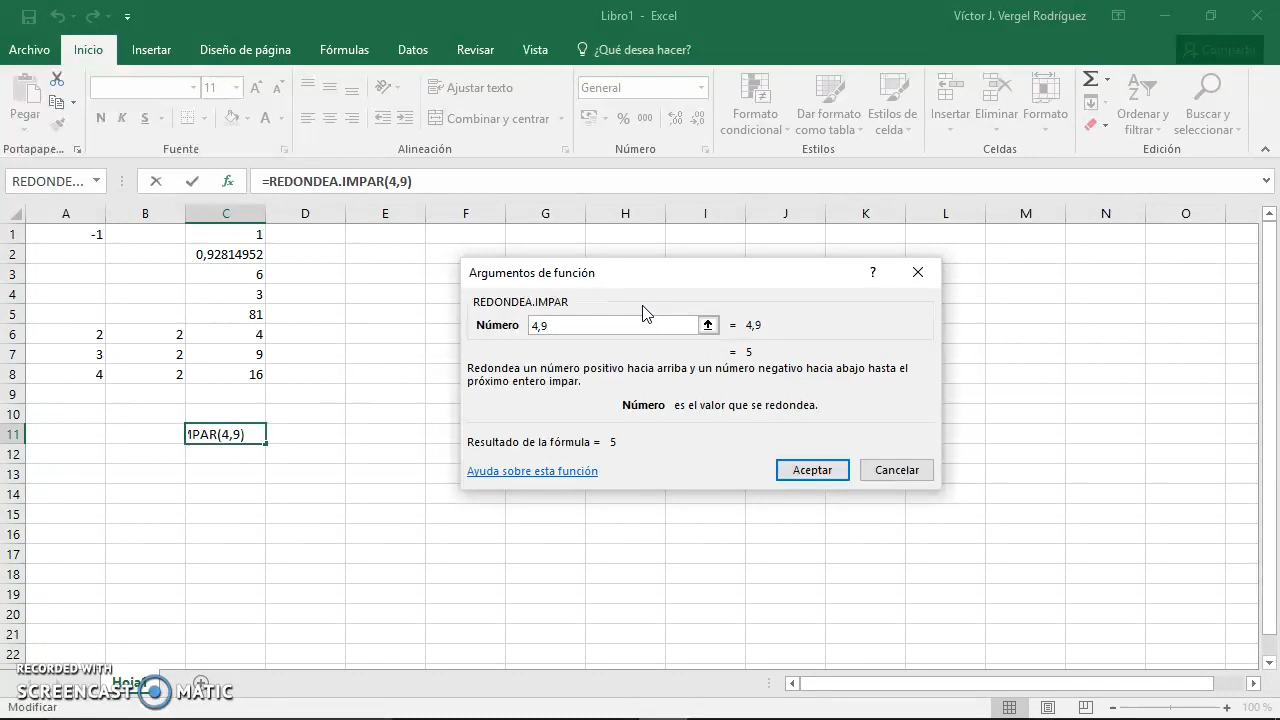 Libro1 - Excel
Víctor J. Vergel Rodríguez
Archivo Inicio Insertar Diseño de página Fórmulas Datos Revisar Vista ¿Qué desea hacer? Compartir
Pegar
11
N K S
Ajustar texto
Combinar y centrar
General
% 000
Formato condicional
Dar formato como tabla
Estilos de celda
Insertar Eliminar Formato
Ordenar y filtrar
Buscar y seleccionar
Portapape... Fuente Alineación Número Estilos Celdas Edición
REDONDE... fx =REDONDEA.IMPAR(4,9)
A B C D E F G H I J K L M N O
1 -1 1
2 0,92814952
3 6
4 3
5 81
6 2 2 4
7 3 2 9
8 4 2 16
9
10
11 MPAR(4,9)
12
13
14
15
16
17
18
19
20
21
22
Argumentos de función ?
REDONDEA.IMPAR
Número 4,9 = 4,9
= 5
Redondea un número positivo hacia arriba y un número negativo hacia abajo hasta el
próximo entero impar.
Número es el valor que se redondea.
Resultado de la fórmula = 5
Ayuda sobre esta función Aceptar Cancelar
RECORDED WITH
SCREENCAST MATIC
Modificar
100 %